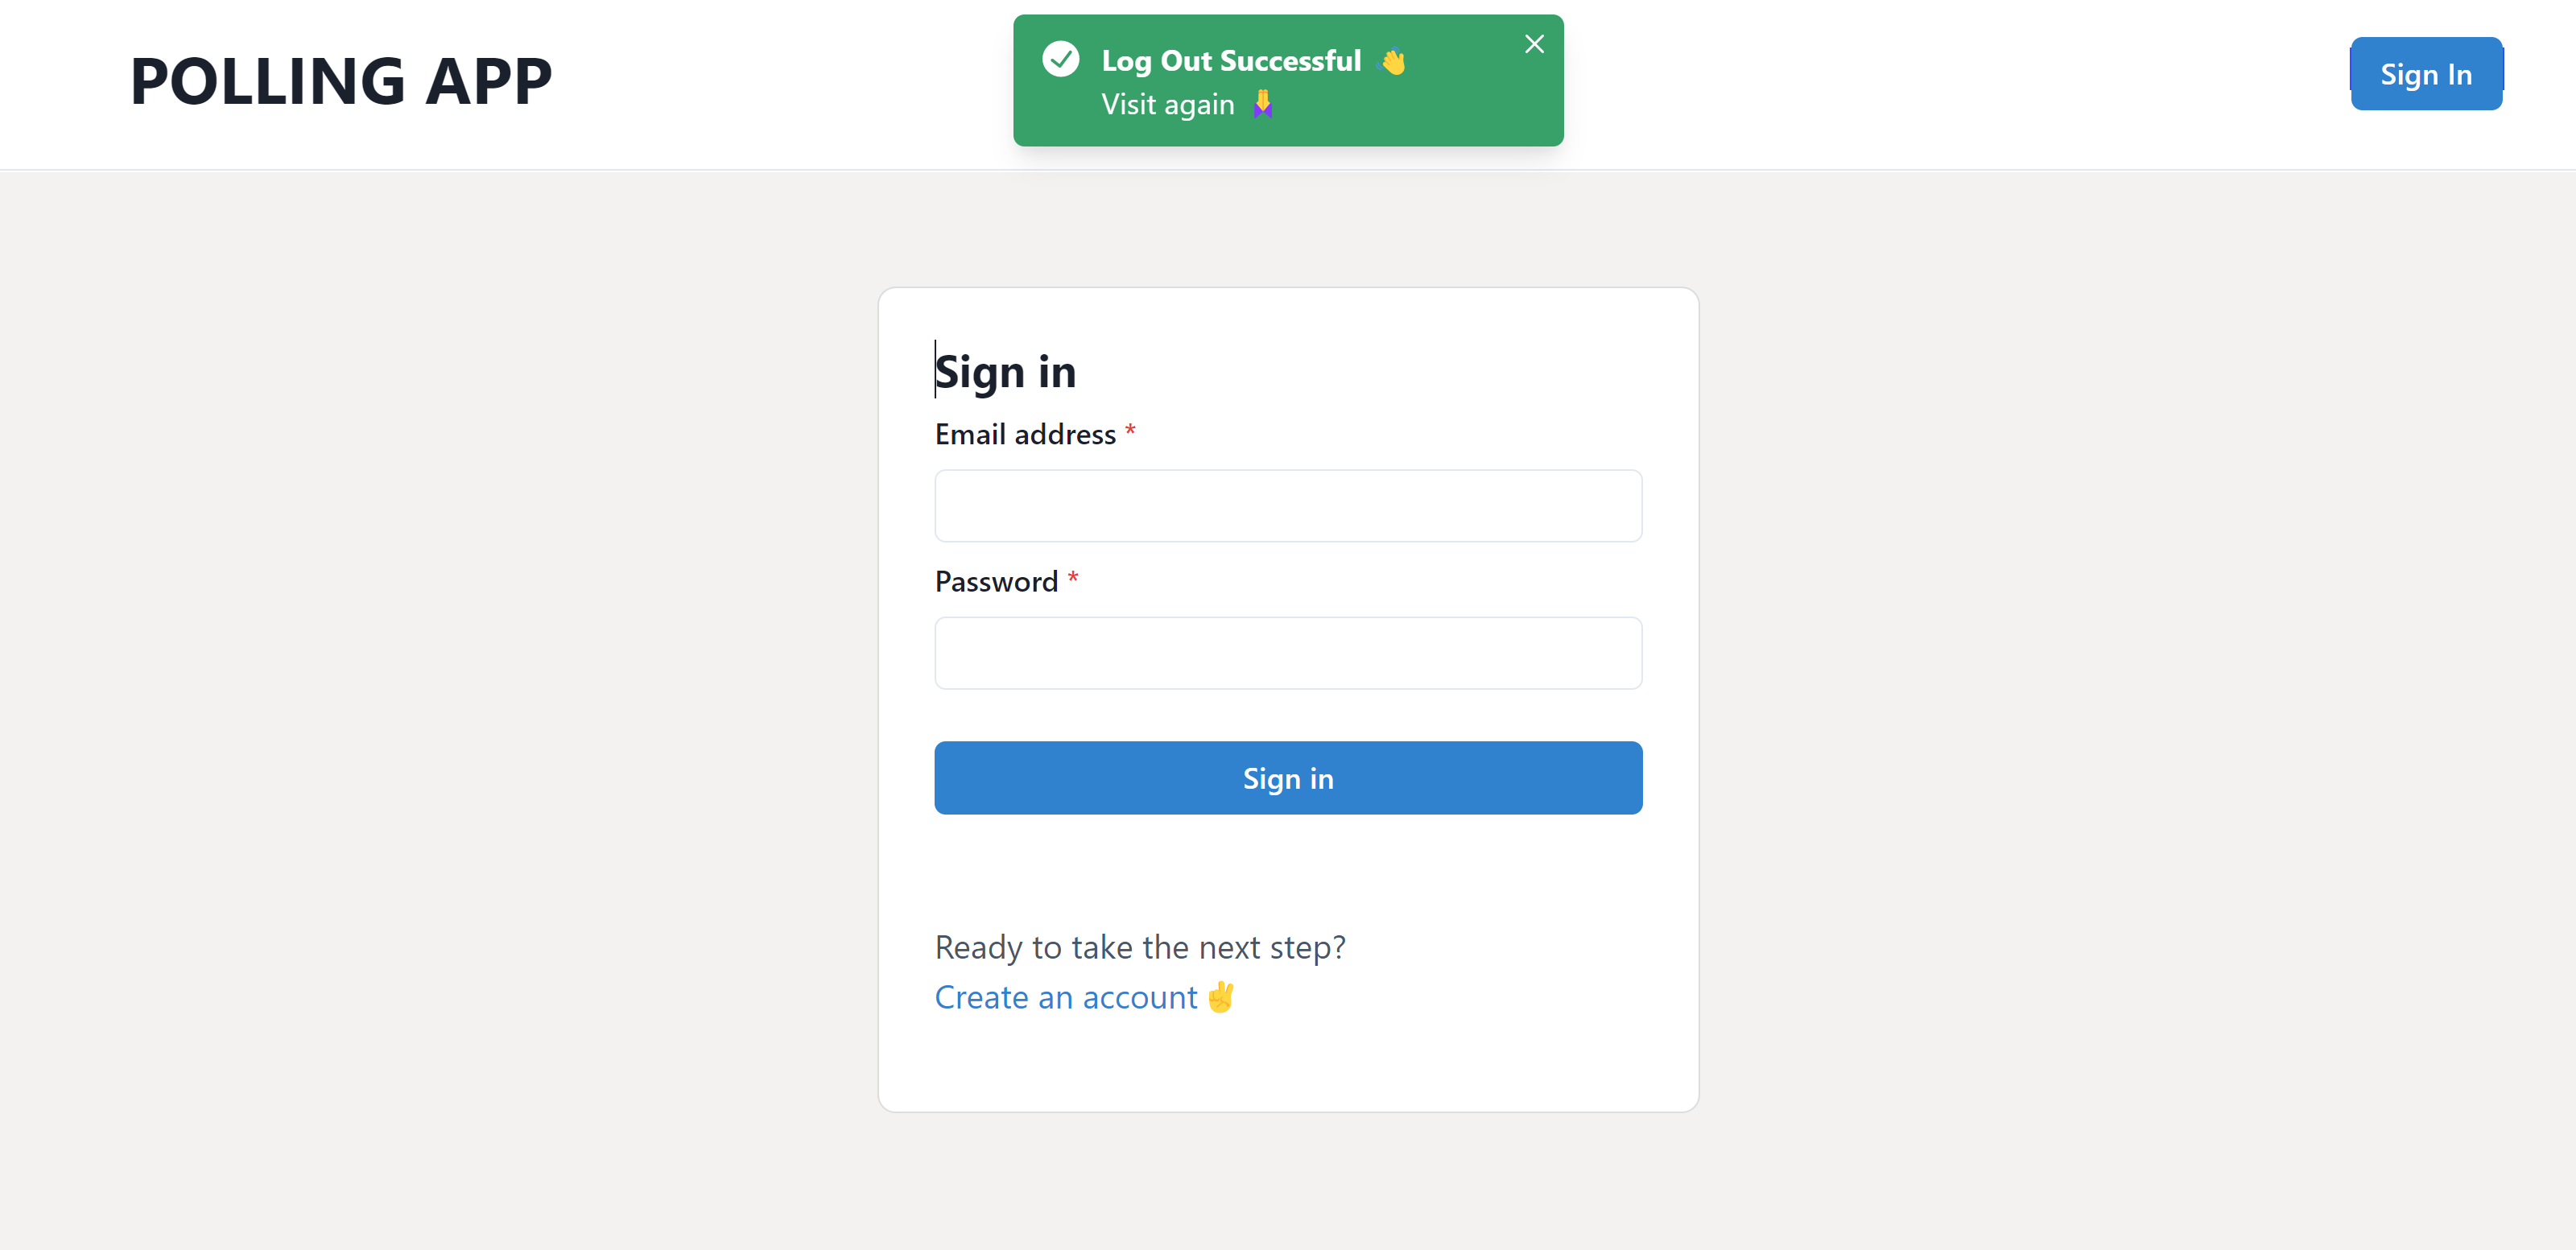 POLLING APP
Log Out Successful 👋
Visit again 🙏
Sign In
Sign in
Email address *
Password *
Sign in
Ready to take the next step?
Create an account ✌️